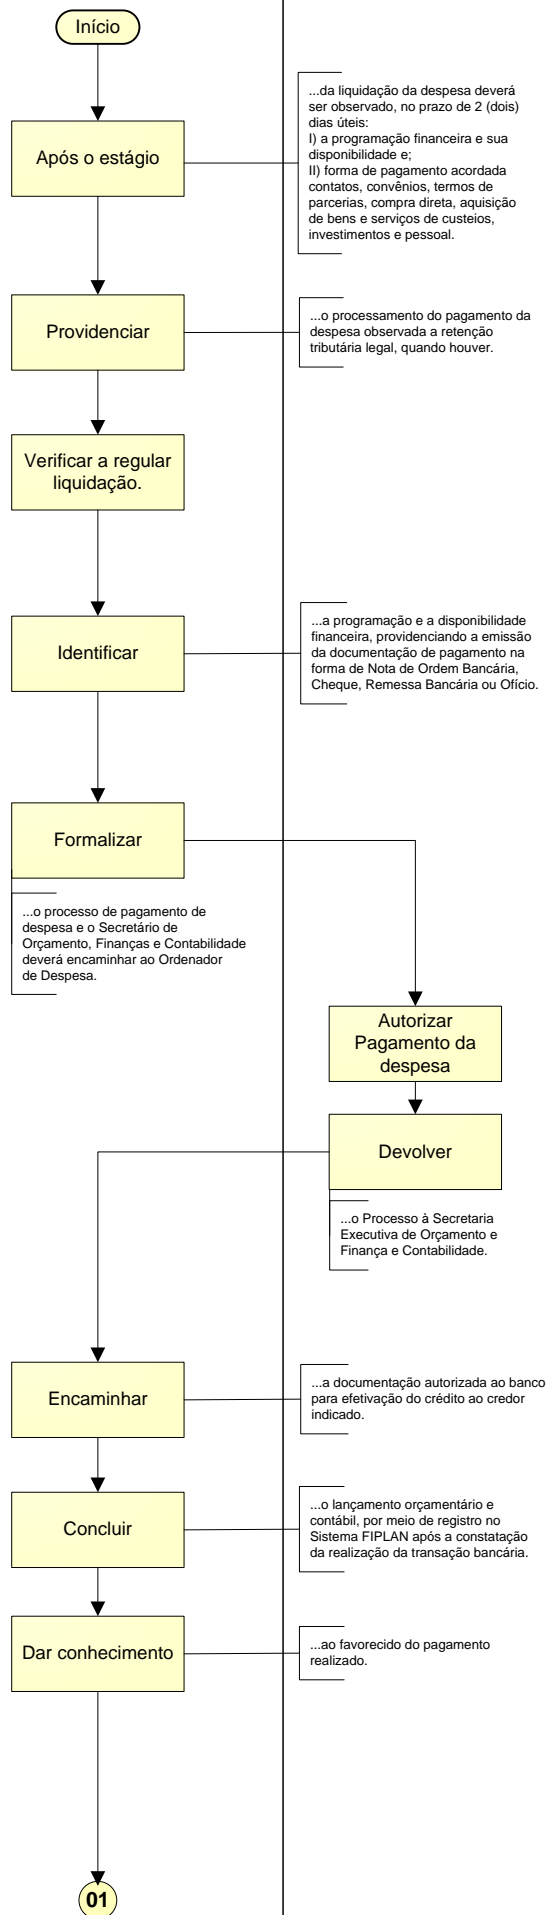 Início
Após o estágio
...da liquidação da despesa deverá
ser observado, no prazo de 2 (dois)
dias úteis:
I) a programação financeira e sua
disponibilidade e;
II) forma de pagamento acordada
contatos, convênios, termos de
parcerias, compra direta, aquisição
de bens e serviços de custeios,
investimentos e pessoal.
Providenciar
...o processamento do pagamento da
despesa observada a retenção
tributária legal, quando houver.
Verificar a regular
liquidação.
Identificar
...a programação e a disponibilidade
financeira, providenciando a emissão
da documentação de pagamento na
forma de Nota de Ordem Bancária,
Cheque, Remessa Bancária ou Ofício.
Formalizar
...o processo de pagamento de
despesa e o Secretário de
Orçamento, Finanças e Contabilidade
deverá encaminhar ao Ordenador
de Despesa.
Autorizar
Pagamento da
despesa
Devolver
...o Processo à Secretaria
Executiva de Orçamento e
Finança e Contabilidade.
Encaminhar
...a documentação autorizada ao banco
para efetivação do crédito ao credor
indicado.
Concluir
...o lançamento orçamentário e
contábil, por meio de registro no
Sistema FIPLAN após a constatação
da realização da transação bancária.
Dar conhecimento
...ao favorecido do pagamento
realizado.
01